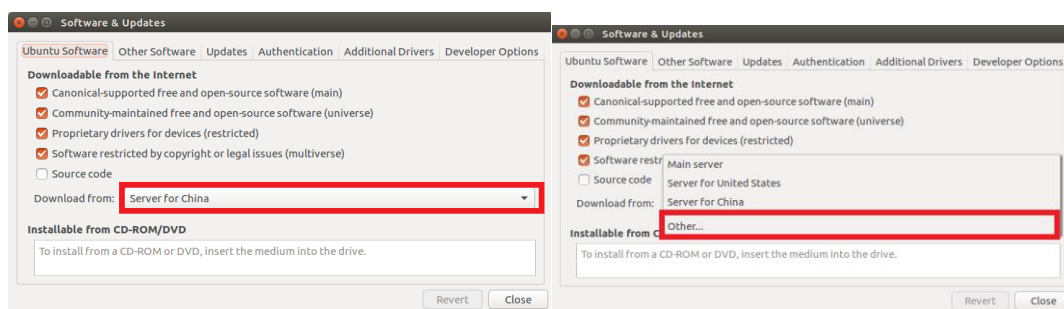 Software & Updates
Ubuntu Software Other Software Updates Authentication Additional Drivers Developer Options
Downloadable from the Internet
Canonical-supported free and open-source software (main)
Community-maintained free and open-source software (universe)
Proprietary drivers for devices (restricted)
Software restricted by copyright or legal issues (multiverse)
Source code
Download from: Server for China
Installable from CD-ROM/DVD
To install from a CD-ROM or DVD, insert the medium into the drive.
Revert Close
Software & Updates
Ubuntu Software Other Software Updates Authentication Additional Drivers Developer Options
Downloadable from the Internet
Canonical-supported free and open-source software (main)
Community-maintained free and open-source software (universe)
Proprietary drivers for devices (restricted)
Software restr
Main server
Source code
Server for United States
Download from:
Server for China
Other...
Installable from C
To install from a CD-ROM or DVD, insert the medium into the drive.
Revert Close